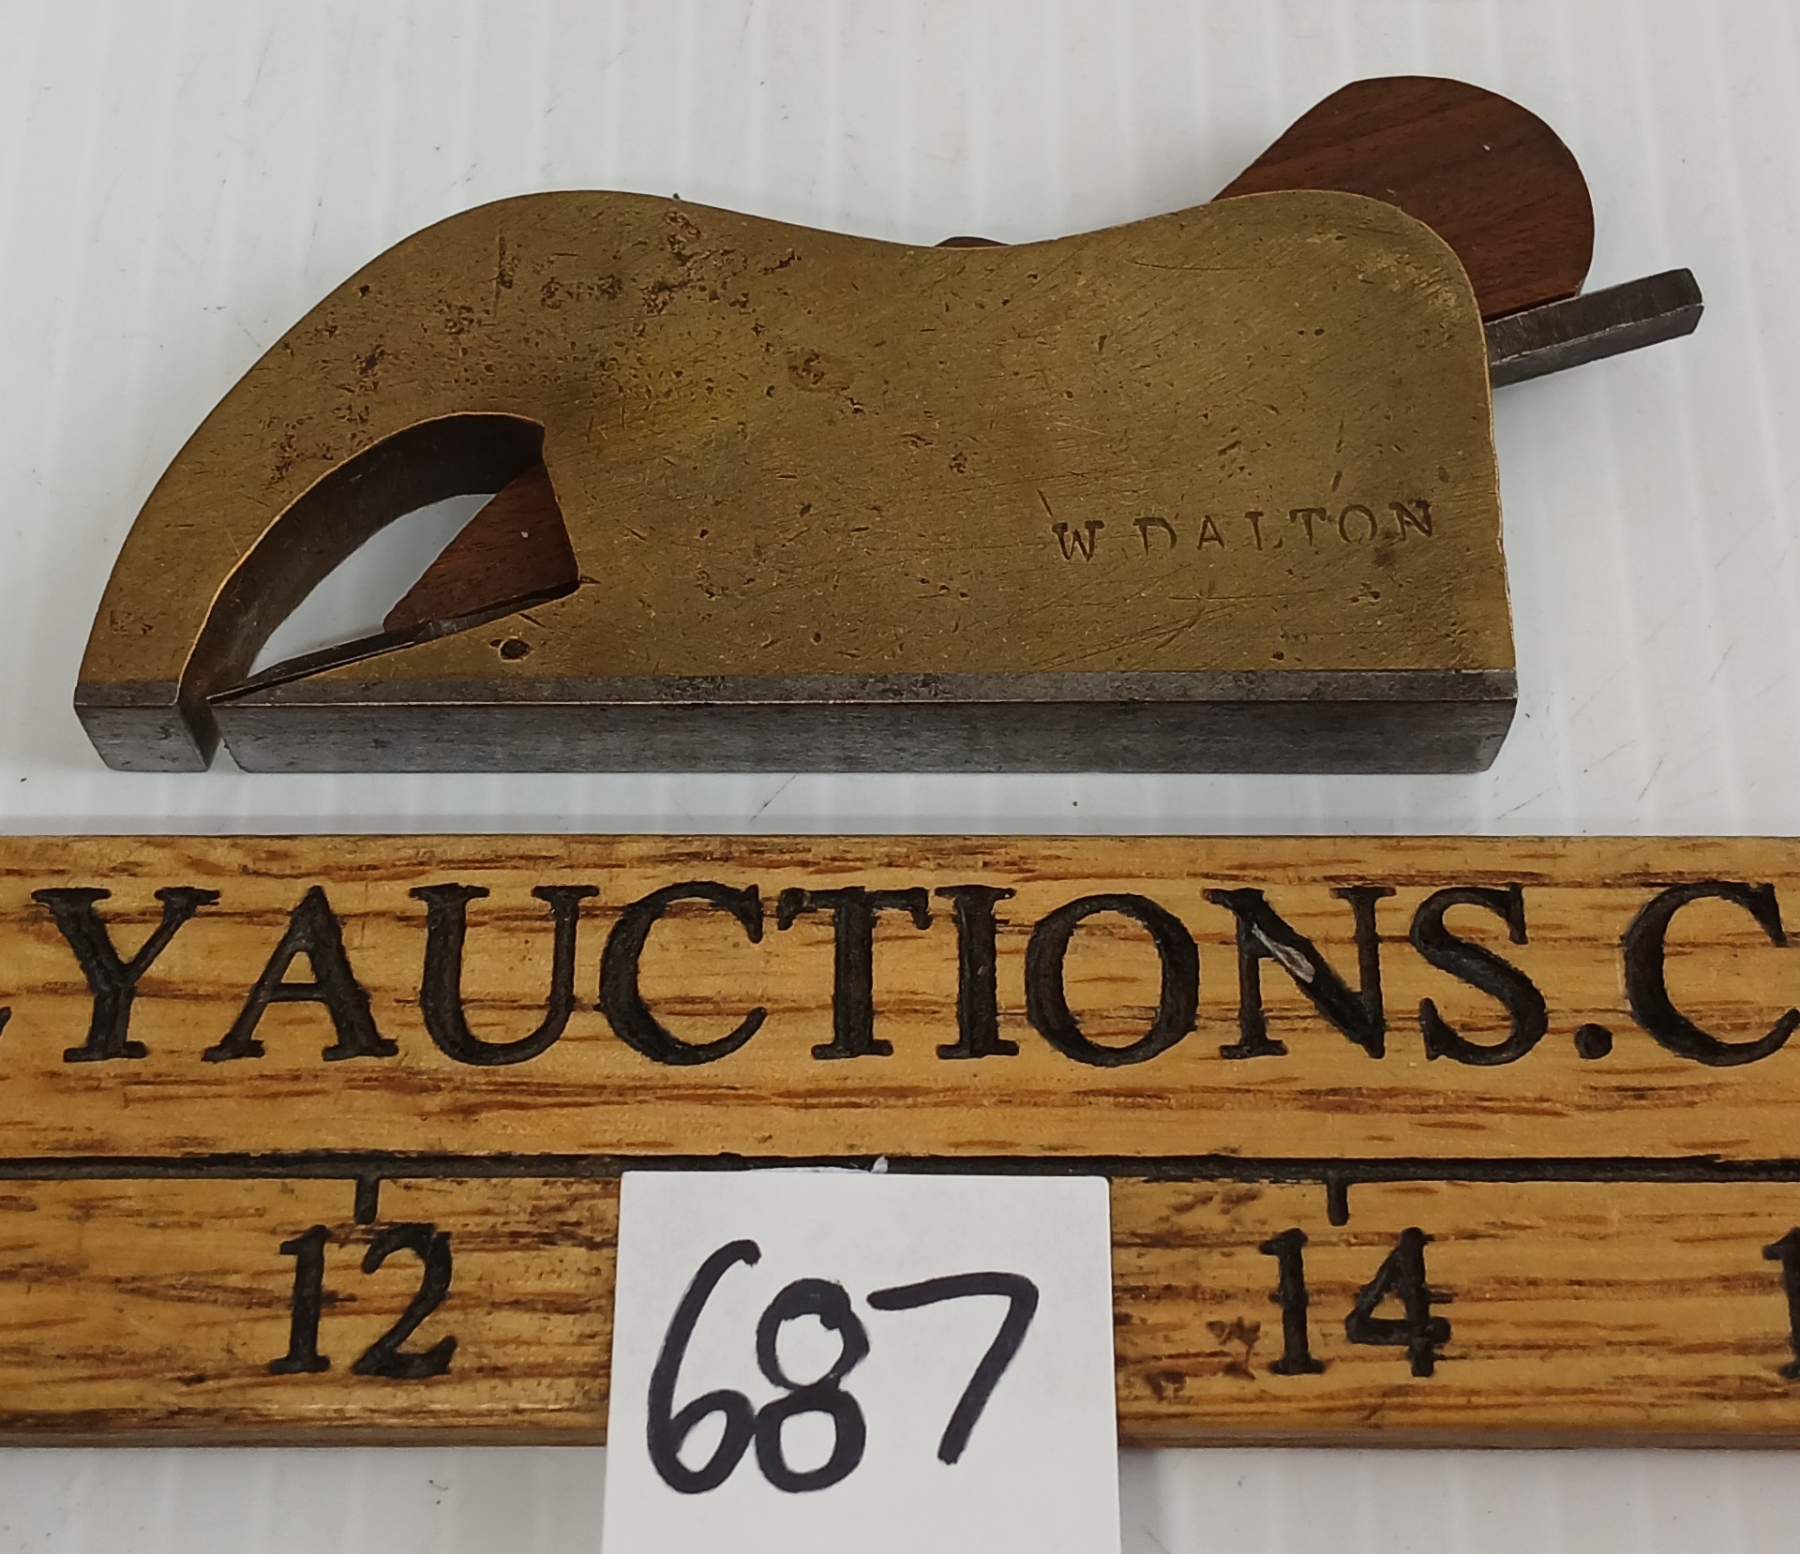 W DALTON
YAUCTIONS.C
12 14
687